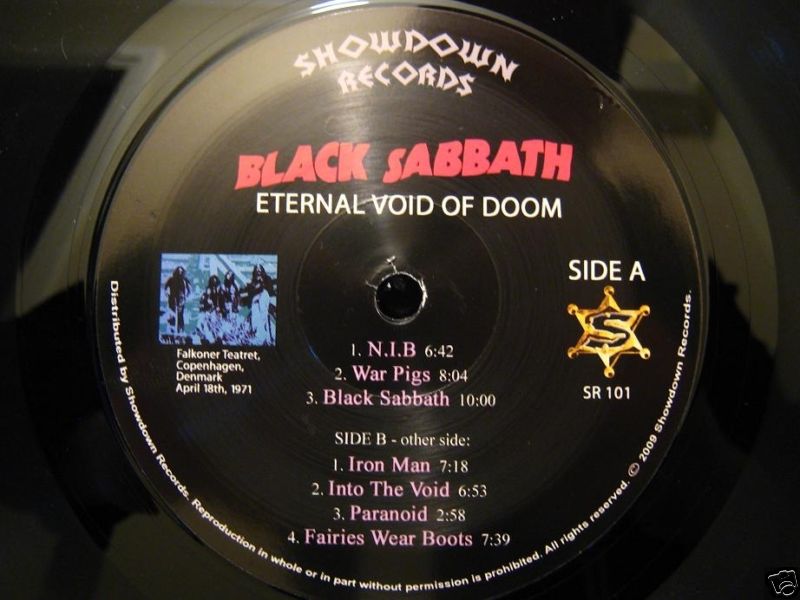 SHOWDOWN
RECORDS
BLACK SABBATH
ETERNAL VOID OF DOOM
SIDE A
S
SR 101
Falkoner Teatret,
Copenhagen,
Denmark
April 18th, 1971
1. N.I.B 6:42
2. War Pigs 8:04
3. Black Sabbath 10:00
SIDE B - other side:
1. Iron Man 7:18
2. Into The Void 6:53
3. Paranoid 2:58
4. Fairies Wear Boots 7:39
Distributed by Showdown Records. Reproduction in whole or in part without permission is prohibited. All rights reserved. © 2009 Showdown Records.